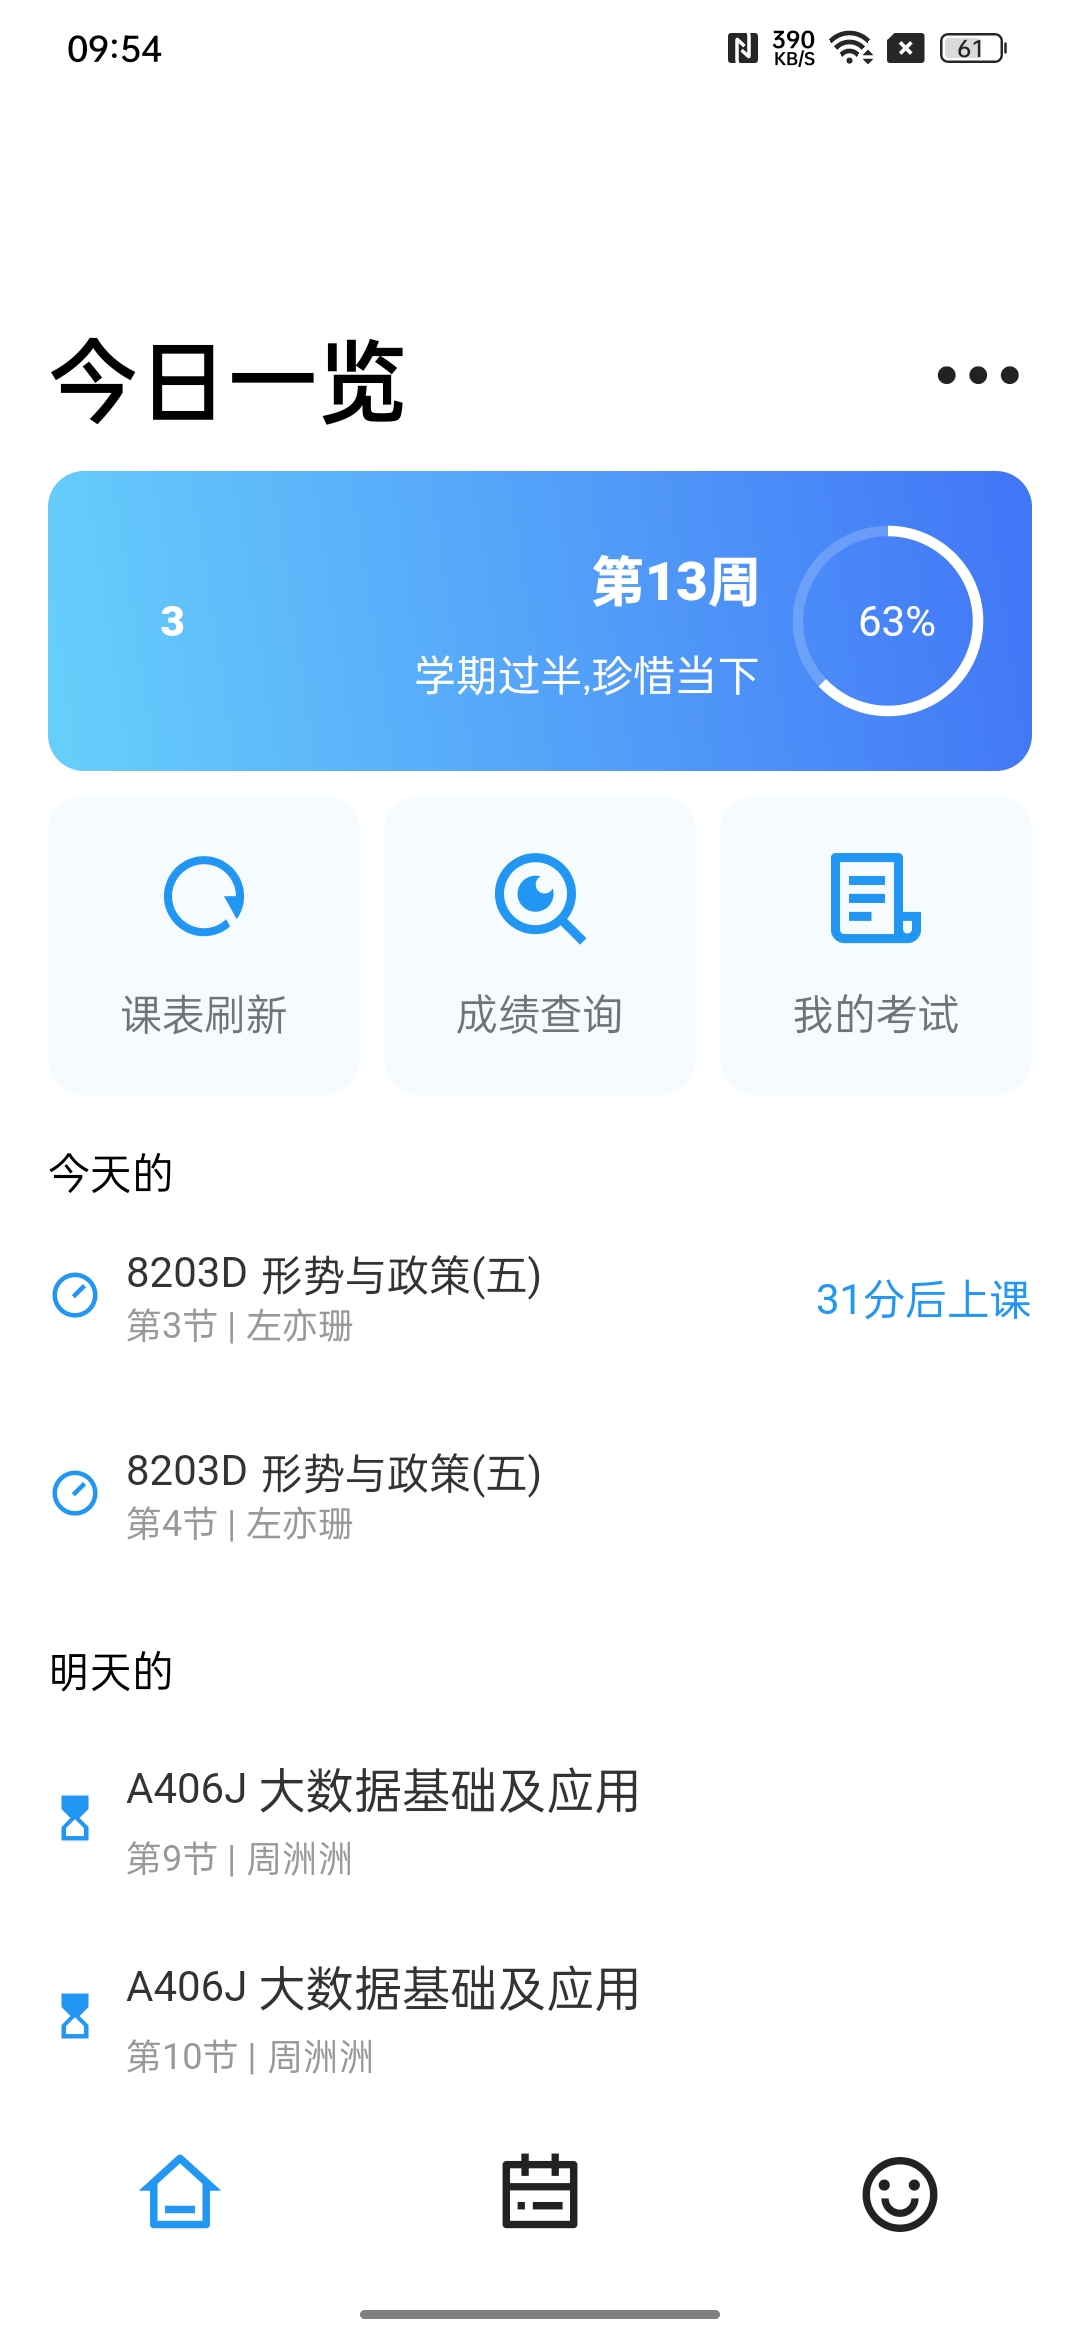 09:54
390
KB/S
61
今日一览
3
第13周
学期过半,珍惜当下
63%
课表刷新
成绩查询
我的考试
今天的
8203D 形势与政策(五)
第3节 | 左亦珊
31分后上课
8203D 形势与政策(五)
第4节 | 左亦珊
明天的
A406J 大数据基础及应用
第9节 | 周洲洲
A406J 大数据基础及应用
第10节 | 周洲洲